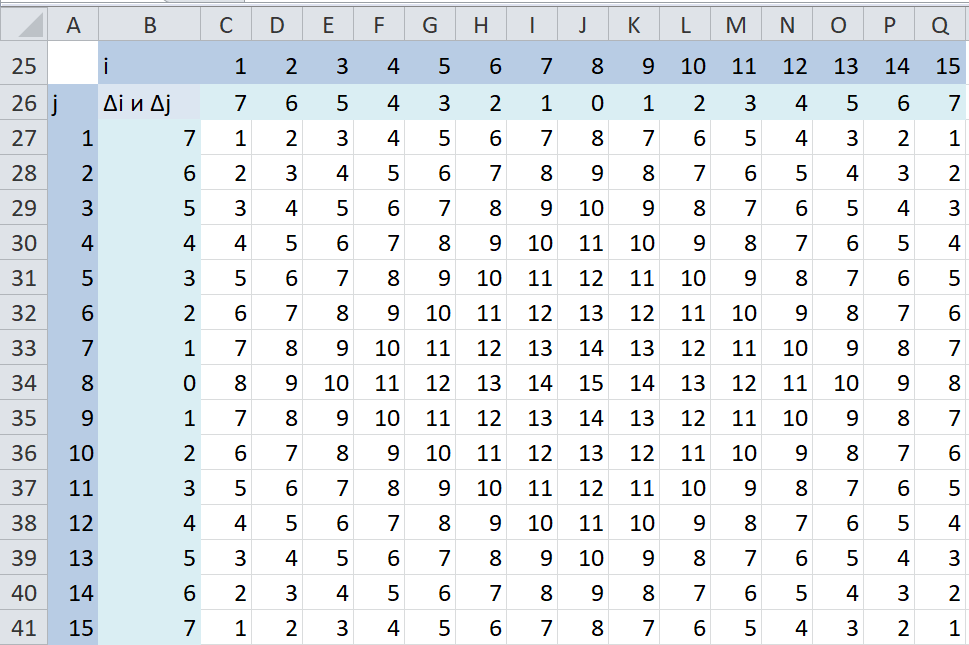 A B C D E F G H I J K L M N O P Q
25 i 1 2 3 4 5 6 7 8 9 10 11 12 13 14 15
26 j Δi и Δj 7 6 5 4 3 2 1 0 1 2 3 4 5 6 7
27 1 7 1 2 3 4 5 6 7 8 7 6 5 4 3 2 1
28 2 6 2 3 4 5 6 7 8 9 8 7 6 5 4 3 2
29 3 5 3 4 5 6 7 8 9 10 9 8 7 6 5 4 3
30 4 4 4 5 6 7 8 9 10 11 10 9 8 7 6 5 4
31 5 3 5 6 7 8 9 10 11 12 11 10 9 8 7 6 5
32 6 2 6 7 8 9 10 11 12 13 12 11 10 9 8 7 6
33 7 1 7 8 9 10 11 12 13 14 13 12 11 10 9 8 7
34 8 0 8 9 10 11 12 13 14 15 14 13 12 11 10 9 8
35 9 1 7 8 9 10 11 12 13 14 13 12 11 10 9 8 7
36 10 2 6 7 8 9 10 11 12 13 12 11 10 9 8 7 6
37 11 3 5 6 7 8 9 10 11 12 11 10 9 8 7 6 5
38 12 4 4 5 6 7 8 9 10 11 10 9 8 7 6 5 4
39 13 5 3 4 5 6 7 8 9 10 9 8 7 6 5 4 3
40 14 6 2 3 4 5 6 7 8 9 8 7 6 5 4 3 2
41 15 7 1 2 3 4 5 6 7 8 7 6 5 4 3 2 1